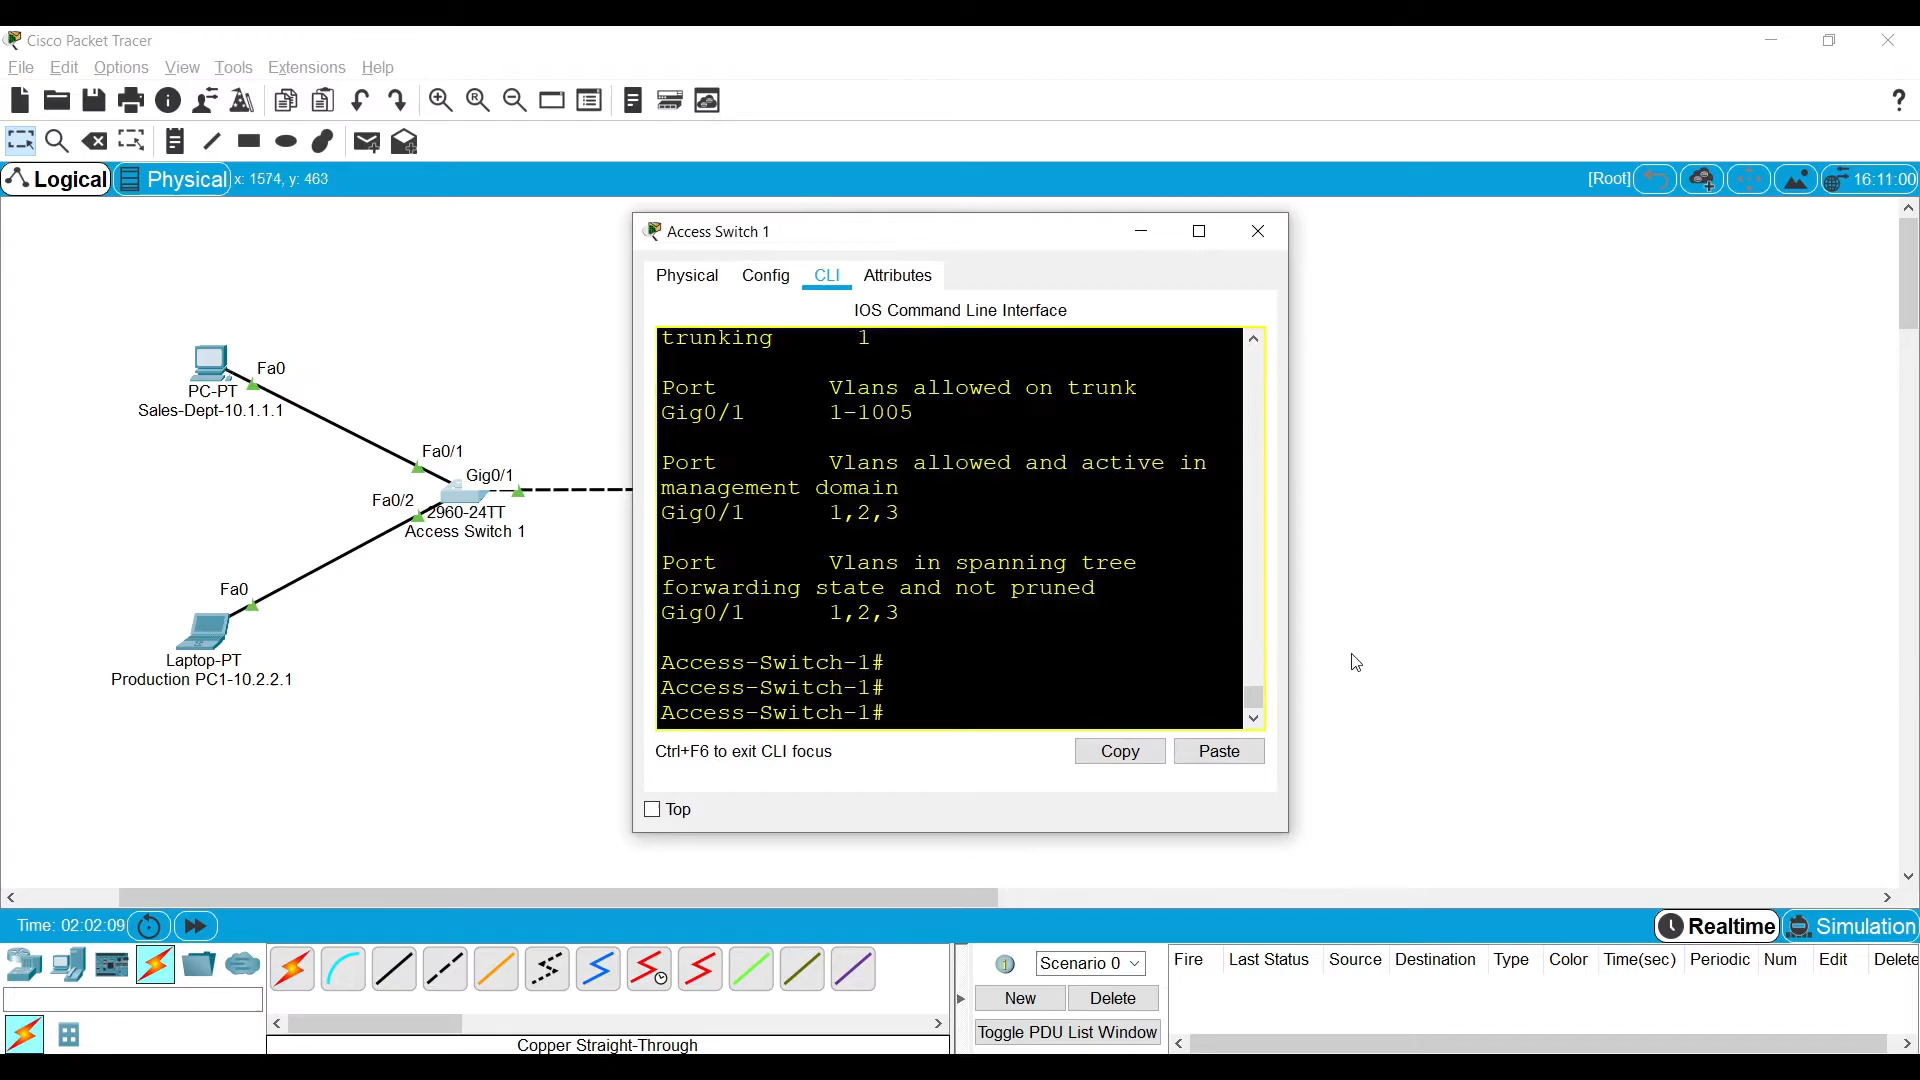 Cisco Packet Tracer
File Edit Options View Tools Extensions Help
?
Logical Physical x: 1574, y: 463 [Root] 16:11:00
Access Switch 1
Physical Config CLI Attributes
IOS Command Line Interface
trunking 1
Port Vlans allowed on trunk
Gig0/1 1-1005
Port Vlans allowed and active in
management domain
Gig0/1 1,2,3
Port Vlans in spanning tree
forwarding state and not pruned
Gig0/1 1,2,3
Access-Switch-1#
Access-Switch-1#
Access-Switch-1#
Ctrl+F6 to exit CLI focus
Copy Paste
Top
Fa0
PC-PT
Sales-Dept-10.1.1.1
Fa0/1
Gig0/1
Fa0/2
2960-24TT
Access Switch 1
Fa0
Laptop-PT
Production PC1-10.2.2.1
Time: 02:02:09 Realtime Simulation
Scenario 0
New Delete
Toggle PDU List Window
Fire Last Status Source Destination Type Color Time(sec) Periodic Num Edit Delete
Copper Straight-Through